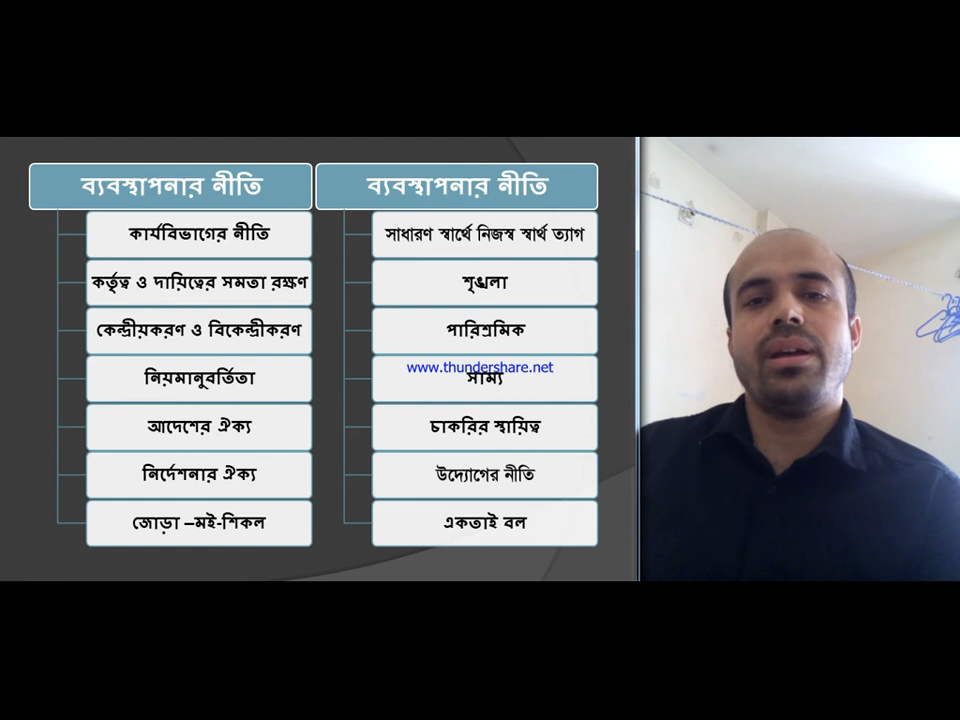 ব্যবস্থাপনার নীতি
কার্যবিভাগের নীতি
কর্তৃত্ব ও দায়িত্বের সমতা রক্ষণ
কেন্দ্রীয়করণ ও বিকেন্দ্রীকরণ
নিয়মানুবর্তিতা
আদেশের ঐক্য
নির্দেশনার ঐক্য
জোড়া –মই-শিকল
ব্যবস্থাপনার নীতি
সাধারণ স্বার্থে নিজস্ব স্বার্থ ত্যাগ
শৃঙ্খলা
পারিশ্রমিক
www.thundershare.net
সাম্য
চাকরির স্থায়িত্ব
উদ্যোগের নীতি
একতাই বল